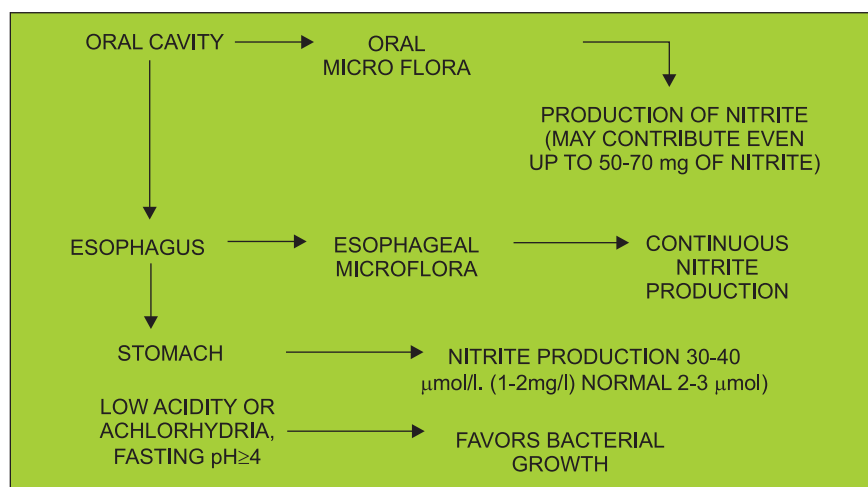 ORAL CAVITY
ORAL
MICRO FLORA
PRODUCTION OF NITRITE
(MAY CONTRIBUTE EVEN
UP TO 50-70 mg OF NITRITE)
ESOPHAGUS
ESOPHAGEAL
MICROFLORA
CONTINUOUS
NITRITE
PRODUCTION
STOMACH
NITRITE PRODUCTION 30-40
μmol/l. (1-2mg/l) NORMAL 2-3 μmol)
LOW ACIDITY OR
ACHLORHYDRIA,
FASTING pH≥4
FAVORS BACTERIAL
GROWTH